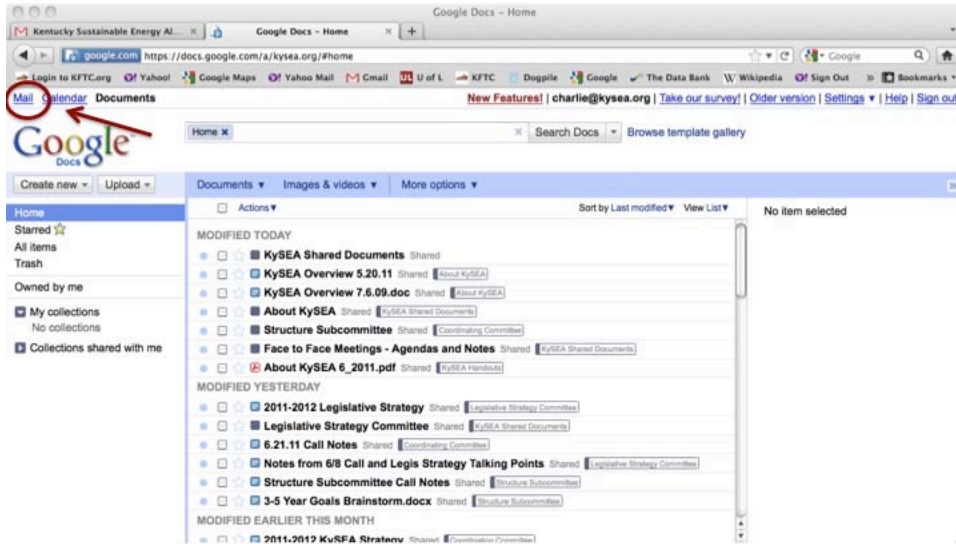 Google Docs - Home
Kentucky Sustainable Energy Al... × Google Docs - Home × +
google.com https://docs.google.com/a/kysea.org/#home Google
Login to KFTC.org Yahoo! Google Maps Yahoo Mail Gmail UL U of L KFTC Dogpile Google The Data Bank W Wikipedia Sign Out » Bookmarks
Mail Calendar Documents New Features! | charlie@kysea.org | Take our survey! | Older version | Settings ▼ | Help | Sign out
Google Docs
Home × × Search Docs Browse template gallery
Create new Upload Documents ▼ Images & videos ▼ More options ▼
Home
Starred
All items
Trash
Owned by me
My collections
No collections
Collections shared with me
Actions ▼ Sort by Last modified ▼ View List ▼
MODIFIED TODAY
KySEA Shared Documents Shared
KySEA Overview 5.20.11 Shared About KySEA
KySEA Overview 7.6.09.doc Shared About KySEA
About KySEA Shared KySEA Shared Documents
Structure Subcommittee Shared Coordinating Committee
Face to Face Meetings - Agendas and Notes Shared KySEA Shared Documents
About KySEA 6_2011.pdf Shared KySEA Handouts
MODIFIED YESTERDAY
2011-2012 Legislative Strategy Shared Legislative Strategy Committee
Legislative Strategy Committee Shared KySEA Shared Documents
6.21.11 Call Notes Shared Coordinating Committee
Notes from 6/8 Call and Legis Strategy Talking Points Shared Legislative Strategy Committee
Structure Subcommittee Call Notes Shared Structure Subcommittee
3-5 Year Goals Brainstorm.docx Shared Structure Subcommittee
MODIFIED EARLIER THIS MONTH
2011-2012 KySEA Strategy Shared Coordinating Committee
No item selected